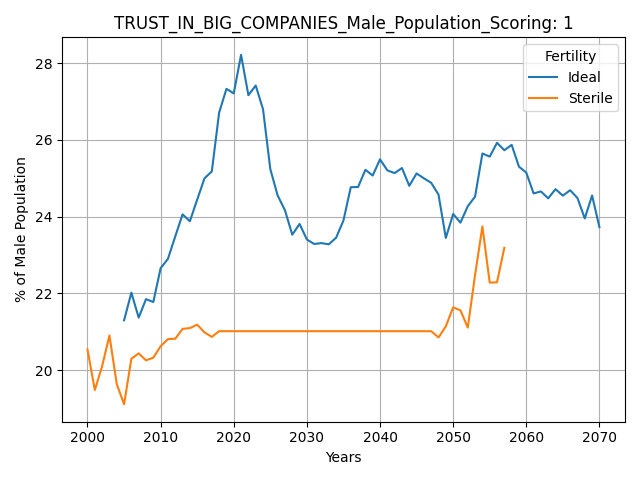 TRUST_IN_BIG_COMPANIES_Male_Population_Scoring: 1
Fertility
Ideal
Sterile
% of Male Population
28
26
24
22
20
2000 2010 2020 2030 2040 2050 2060 2070
Years